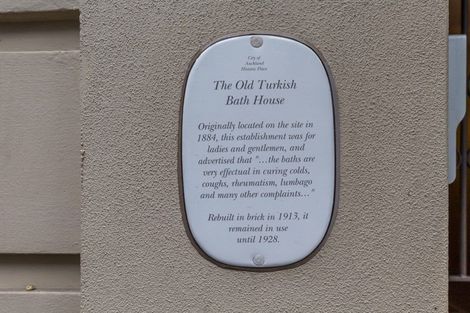 City of
Auckland
Historic Place
The Old Turkish
Bath House
Originally located on the site in
1884, this establishment was for
ladies and gentlemen, and
advertised that "...the baths are
very effectual in curing colds,
coughs, rheumatism, lumbago
and many other complaints..."
Rebuilt in brick in 1913, it
remained in use
until 1928.